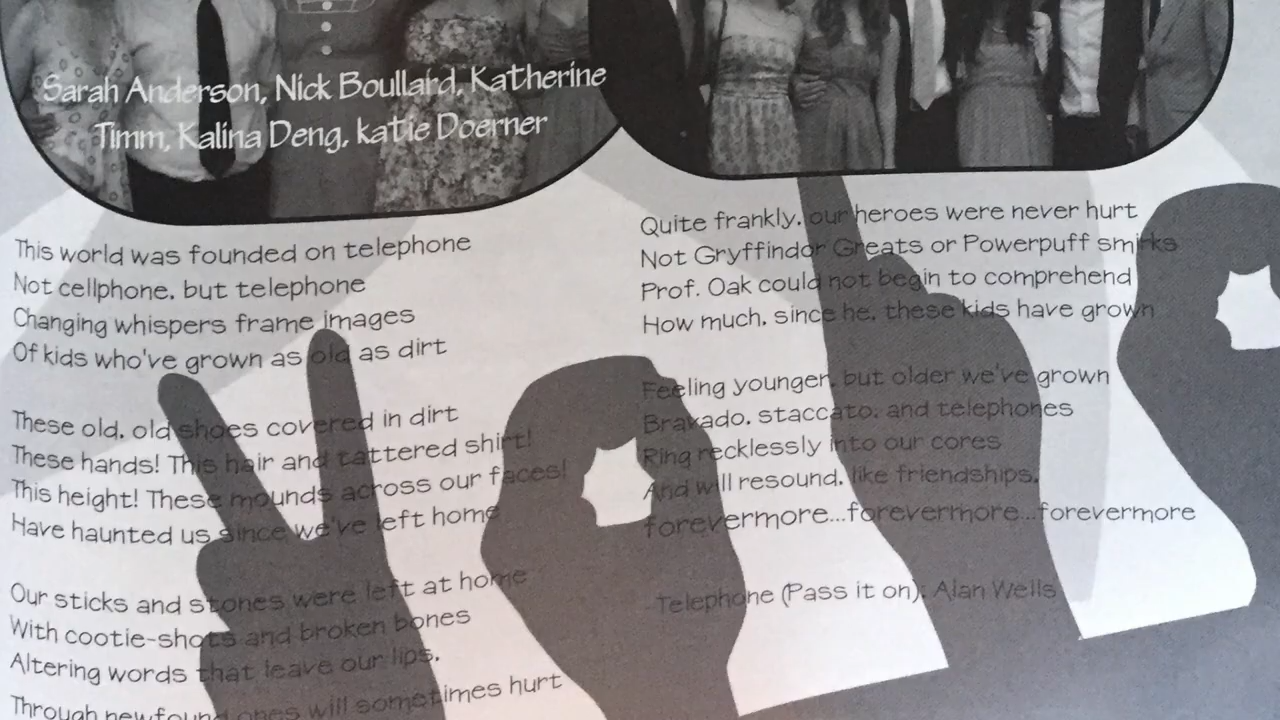 Sarah Anderson, Nick Boullard, Katherine
Timm, Kalina Deng, katie Doerner
This world was founded on telephone
Not cellphone, but telephone
Changing whispers frame images
Of kids who've grown as old as dirt
These old, old shoes covered in dirt
These hands! This hair and tattered shirt!
This height! These mounds across our faces!
Have haunted us since we've left home
Our sticks and stones were left at home
With cootie-shots and broken bones
Altering words that leave our lips,
Through newfound ones will sometimes hurt
Quite frankly, our heroes were never hurt
Not Gryffindor Greats or Powerpuff smirks
Prof. Oak could not begin to comprehend
How much, since he, these kids have grown
Feeling younger, but older we've grown
Bravado, staccato, and telephones
Ring recklessly into our cores
And will resound, like friendships,
forevermore...forevermore...forevermore
Telephone (Pass it on): Alan Wells